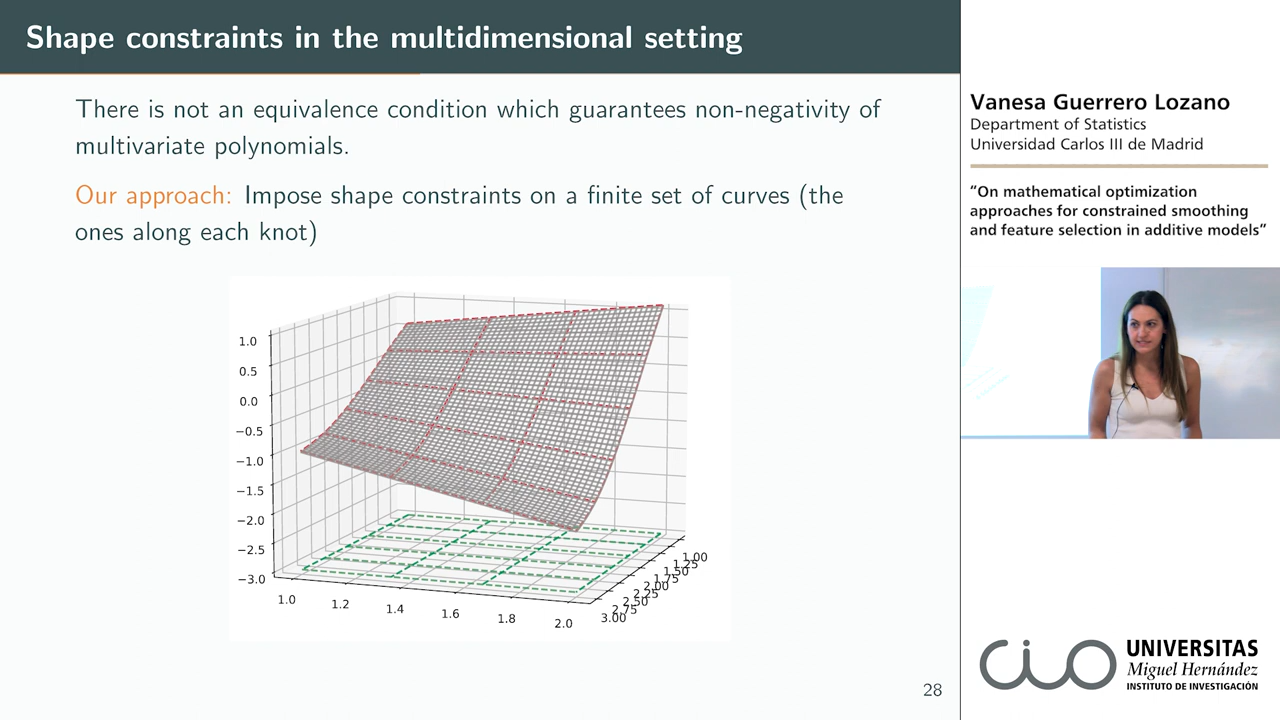 Shape constraints in the multidimensional setting
There is not an equivalence condition which guarantees non-negativity of
multivariate polynomials.
Our approach: Impose shape constraints on a finite set of curves (the
ones along each knot)
1.0
0.5
0.0
−0.5
−1.0
−1.5
−2.0
−2.5
−3.0
1.0
1.2
1.4
1.6
1.8
2.0
1.00
1.25
1.50
1.75
2.00
2.25
2.50
2.75
3.00
28
Vanesa Guerrero Lozano
Department of Statistics
Universidad Carlos III de Madrid
“On mathematical optimization
approaches for constrained smoothing
and feature selection in additive models”
cio
UNIVERSITAS
Miguel Hernández
INSTITUTO DE INVESTIGACIÓN